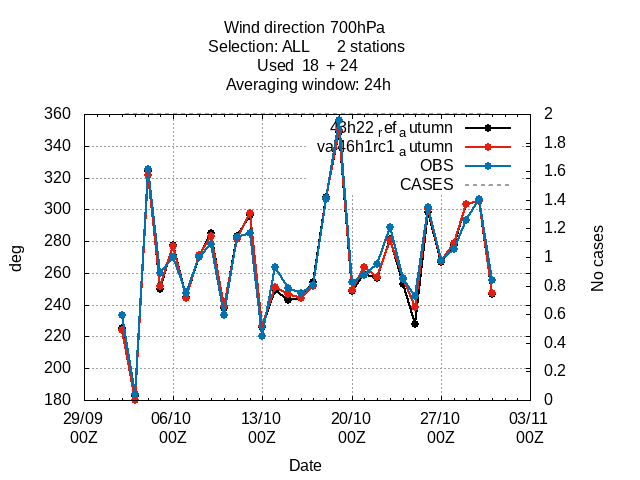 Wind direction 700hPa
Selection: ALL 2 stations
Used 18 + 24
Averaging window: 24h
360
340
320
300
280
260
240
220
200
180
2
1.8
1.6
1.4
1.2
1
0.8
0.6
0.4
0.2
0
deg
No cases
43h22 ref a utumn
val46h1rc1 a utumn
OBS
CASES
29/09 06/10 13/10 20/10 27/10 03/11
00Z 00Z 00Z 00Z 00Z 00Z
Date